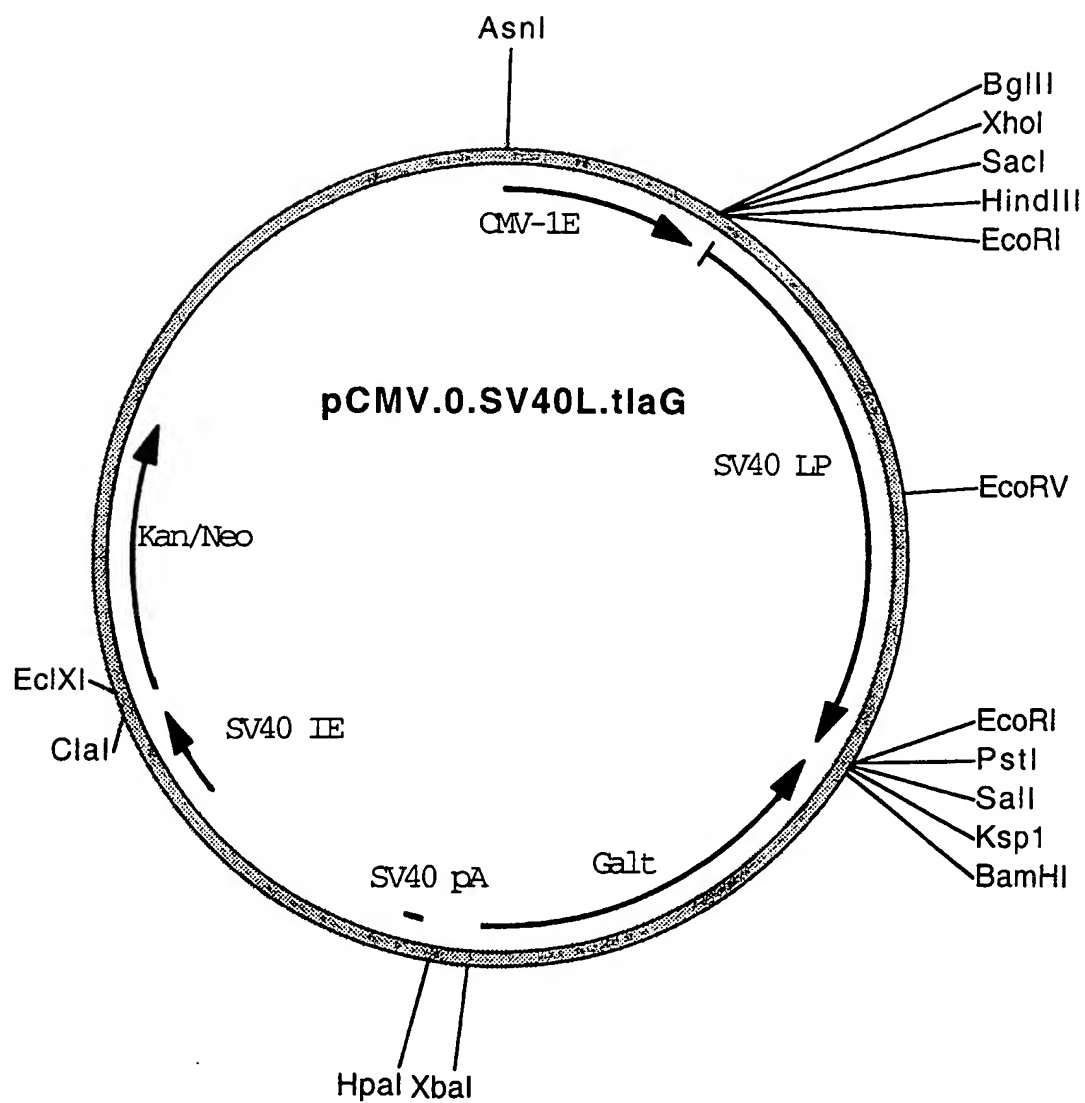 AsnI
BglII
XhoI
SacI
HindIII
EcoRI
CMV-1E
pCMV.0.SV40L.tlaG
SV40 LP
EcoRV
Kan/Neo
EclXI
ClaI
SV40 IE
EcoRI
PstI
SalI
Ksp1
BamHI
Galt
SV40 pA
HpaI XbaI